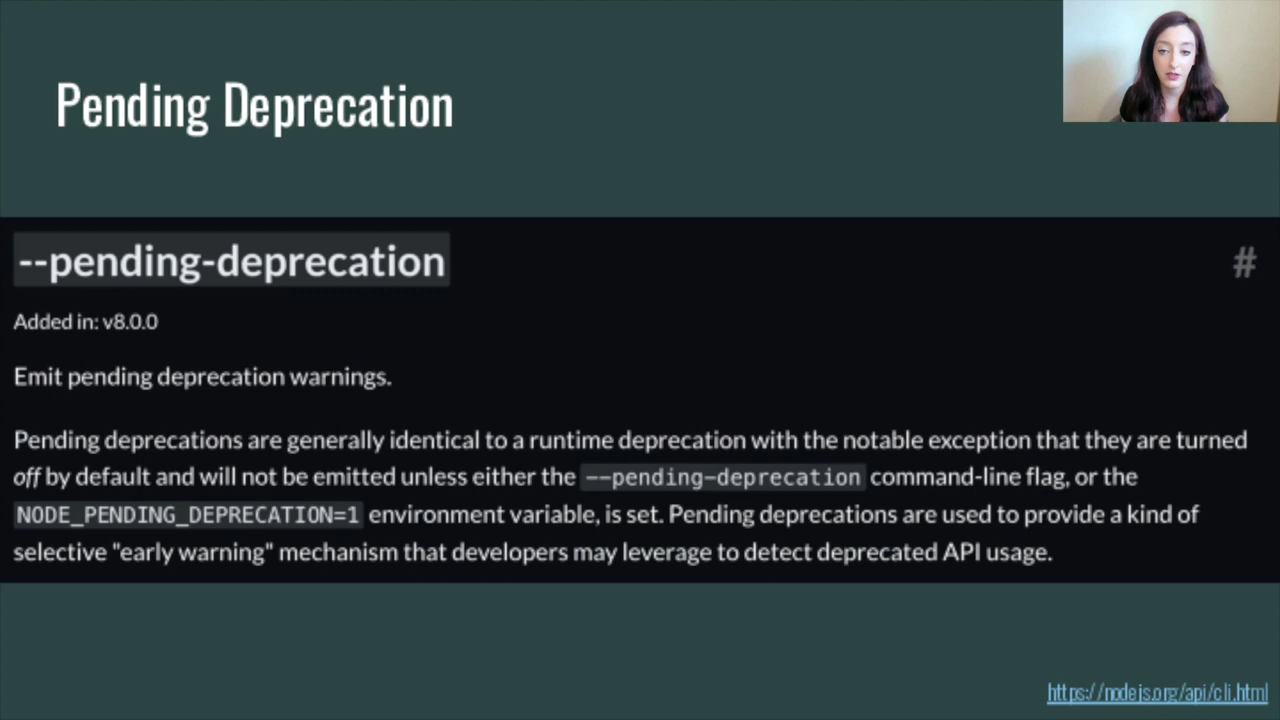 Pending Deprecation
--pending-deprecation
#
Added in: v8.0.0
Emit pending deprecation warnings.
Pending deprecations are generally identical to a runtime deprecation with the notable exception that they are turned
off by default and will not be emitted unless either the --pending-deprecation command-line flag, or the
NODE_PENDING_DEPRECATION=1 environment variable, is set. Pending deprecations are used to provide a kind of
selective "early warning" mechanism that developers may leverage to detect deprecated API usage.
https://nodejs.org/api/cli.html